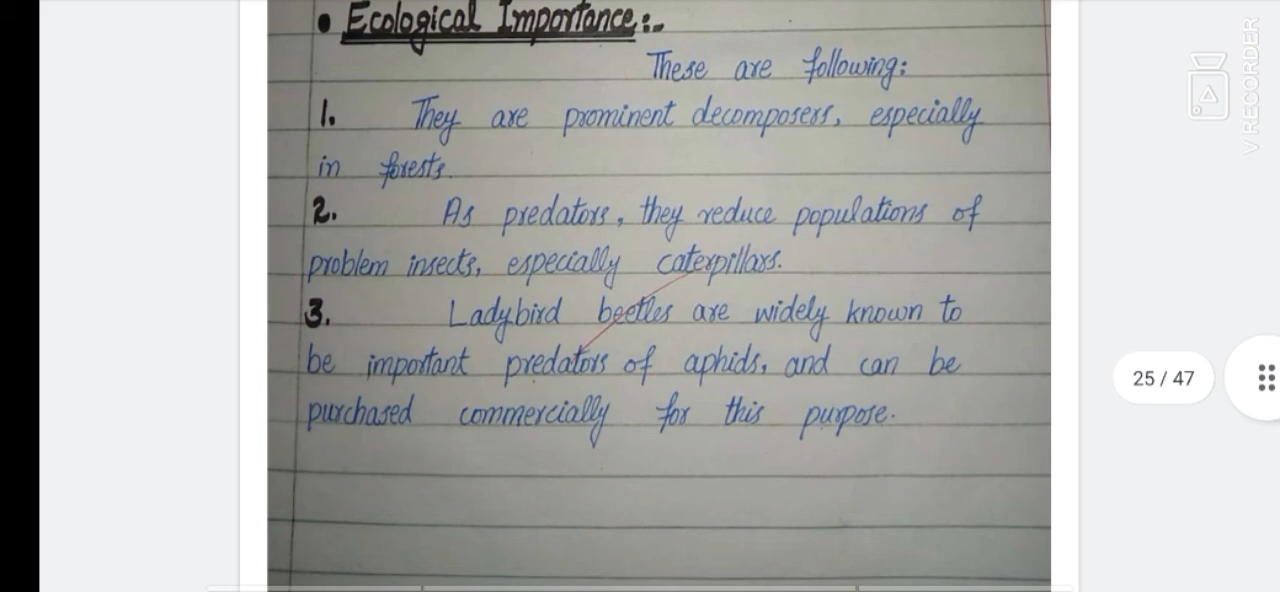 • Ecological Importance:-
These are following:
1. They are prominent decomposers, especially
in forests.
2. As predators, they reduce populations of
problem insects, especially caterpillars.
3. Ladybird beetles are widely known to
be important predators of aphids, and can be
purchased commercially for this purpose.
25 / 47
V RECORDER